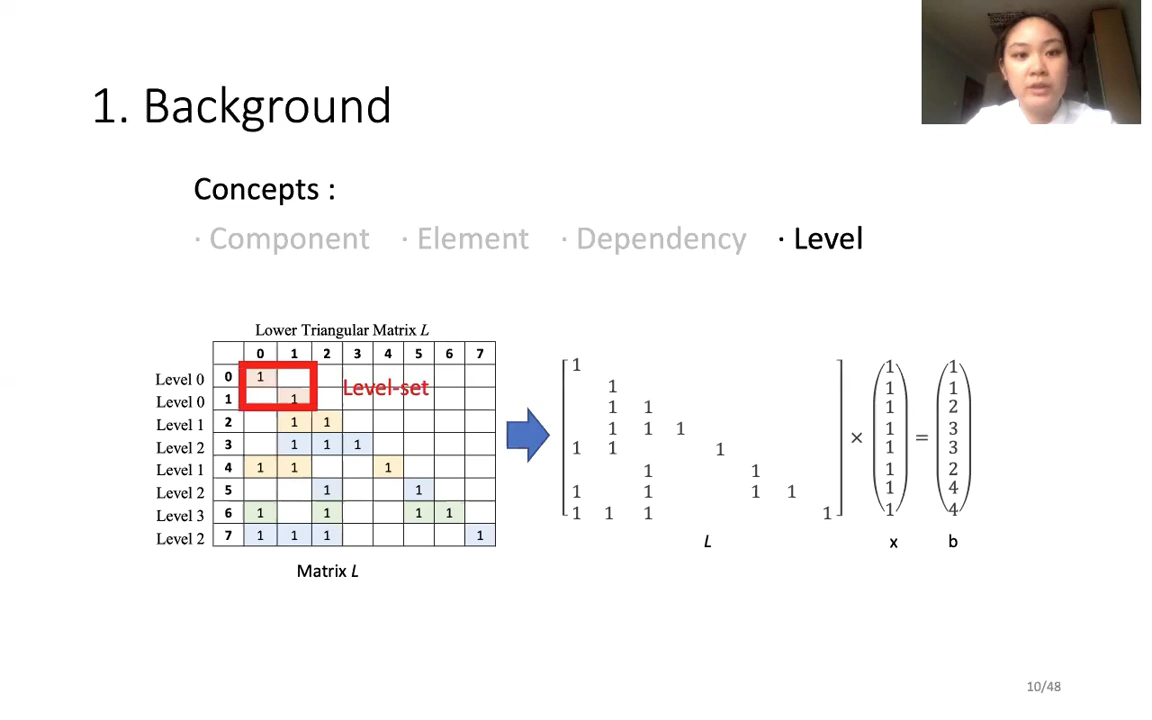 1. Background
Concepts :
· Component · Element · Dependency · Level
Lower Triangular Matrix L
0 1 2 3 4 5 6 7
Level 0 0 1
Level-set
Level 0 1 1
Level 1 2 1 1
Level 2 3 1 1 1
Level 1 4 1 1 1
Level 2 5 1 1
Level 3 6 1 1 1 1
Level 2 7 1 1 1 1
Matrix L
1
1
1 1
1 1 1
1 1 1
1 1
1 1 1 1
1 1 1 1
L
×
1
1
1
1
1
1
1
1
x
=
1
1
2
3
3
2
4
4
b
10/48